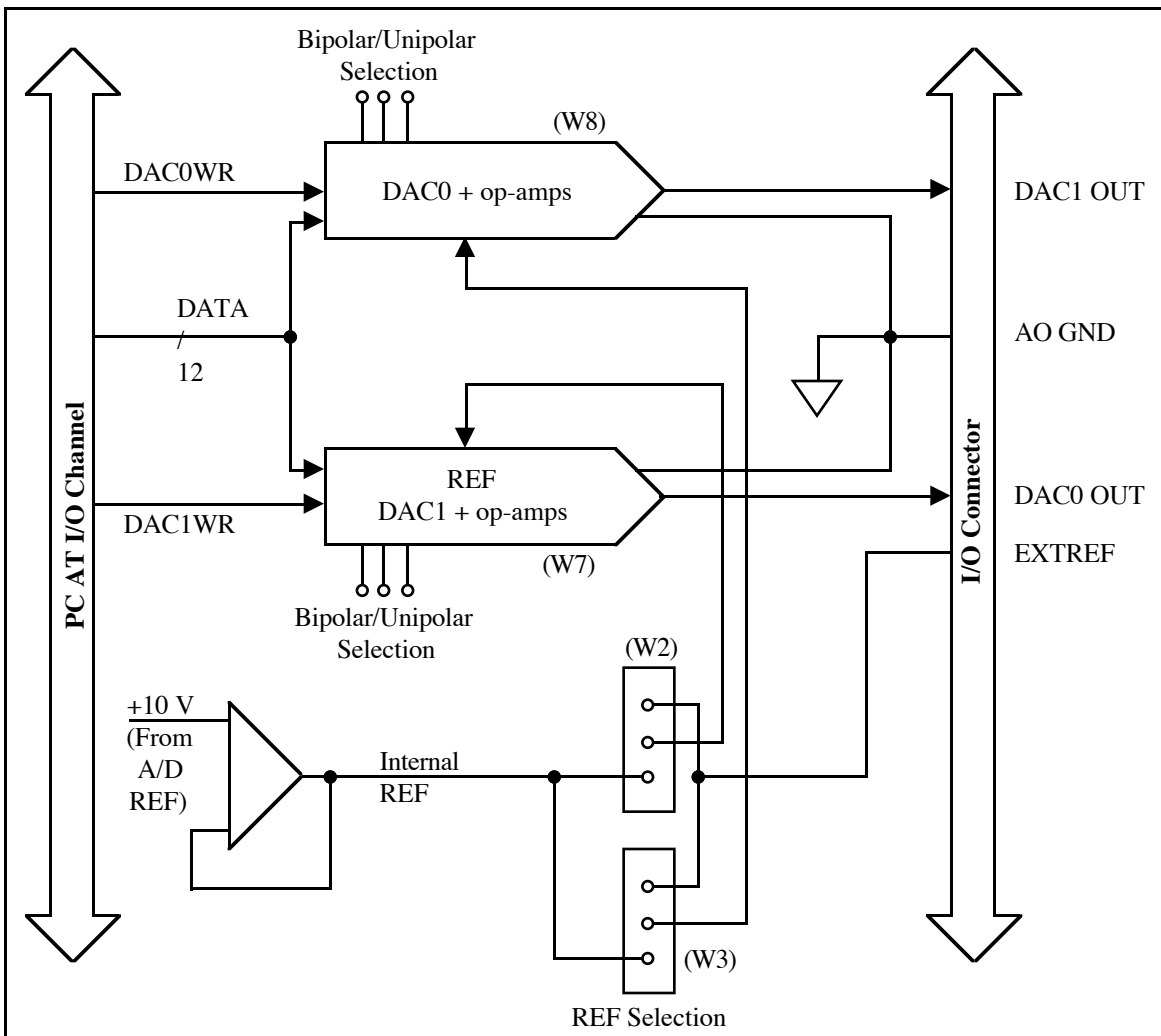 Bipolar/Unipolar
Selection
(W8)
DAC0WR
DAC0 + op-amps
DAC1 OUT
DATA
/
12
AO GND
PC AT I/O Channel
I/O Connector
REF
DAC1 + op-amps
DAC0 OUT
DAC1WR
(W7)
EXTREF
Bipolar/Unipolar
Selection
(W2)
+10 V
(From
A/D
REF)
Internal
REF
(W3)
REF Selection